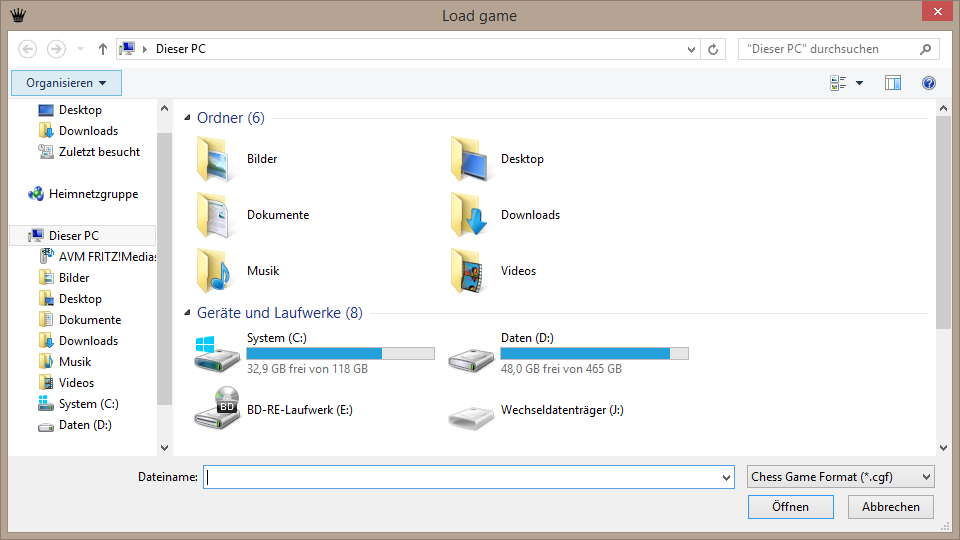 Load game
Dieser PC
"Dieser PC" durchsuchen
Organisieren
Desktop
Downloads
Zuletzt besucht
Heimnetzgruppe
Dieser PC
AVM FRITZ!Medias
Bilder
Desktop
Dokumente
Downloads
Musik
Videos
System (C:)
Daten (D:)
Ordner (6)
Bilder
Desktop
Dokumente
Downloads
Musik
Videos
Geräte und Laufwerke (8)
System (C:)
32,9 GB frei von 118 GB
Daten (D:)
48,0 GB frei von 465 GB
BD
BD-RE-Laufwerk (E:)
Wechseldatenträger (J:)
Dateiname:
Chess Game Format (*.cgf)
Öffnen
Abbrechen